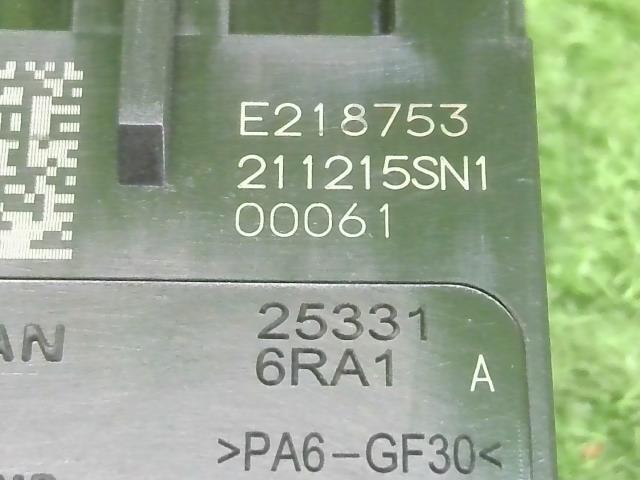 E218753
211215SN1
00061
25331
AN 6RA1 A
>PA6-GF30<